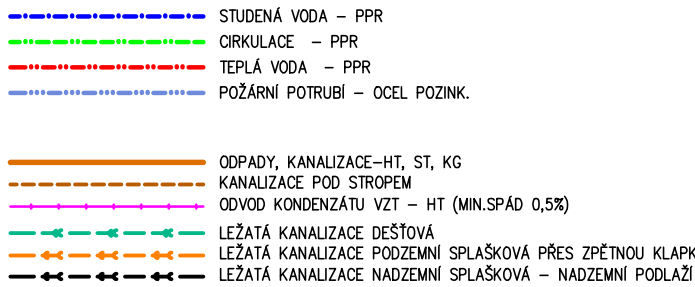 STUDENÁ VODA – PPR
CIRKULACE – PPR
TEPLÁ VODA – PPR
POŽÁRNÍ POTRUBÍ – OCEL POZINK.
ODPADY, KANALIZACE–HT, ST, KG
KANALIZACE POD STROPEM
ODVOD KONDENZÁTU VZT – HT (MIN.SPÁD 0,5%)
LEŽATÁ KANALIZACE DEŠŤOVÁ
LEŽATÁ KANALIZACE PODZEMNÍ SPLAŠKOVÁ PŘES ZPĚTNOU KLAPK
LEŽATÁ KANALIZACE NADZEMNÍ SPLAŠKOVÁ – NADZEMNÍ PODLAŽÍ